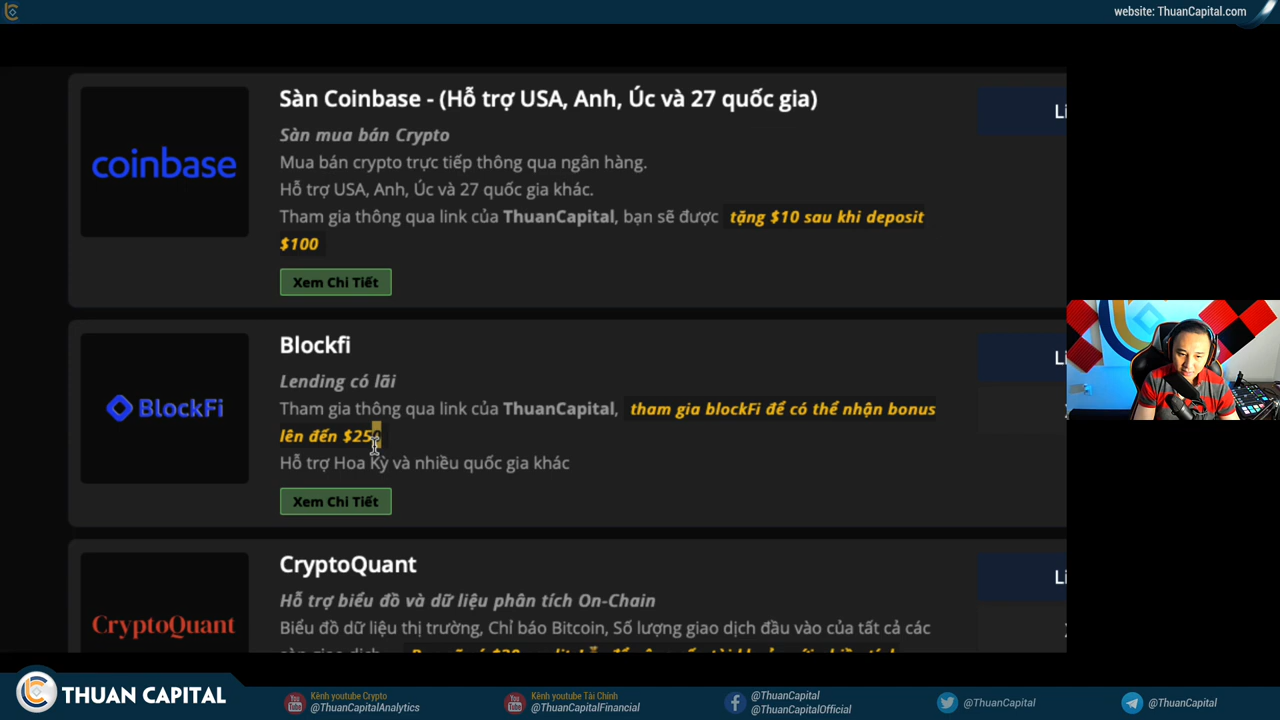 website: ThuanCapital.com
Sàn Coinbase - (Hỗ trợ USA, Anh, Úc và 27 quốc gia)
Sàn mua bán Crypto
coinbase
Mua bán crypto trực tiếp thông qua ngân hàng.
Hỗ trợ USA, Anh, Úc và 27 quốc gia khác.
Tham gia thông qua link của ThuanCapital, bạn sẽ được tặng $10 sau khi deposit
$100
Xem Chi Tiết
Blockfi
Lending có lãi
BlockFi
Tham gia thông qua link của ThuanCapital, tham gia blockFi để có thể nhận bonus
lên đến $250
Hỗ trợ Hoa Kỳ và nhiều quốc gia khác
Xem Chi Tiết
CryptoQuant
Hỗ trợ biểu đồ và dữ liệu phân tích On-Chain
CryptoQuant
Biểu đồ dữ liệu thị trường, Chỉ báo Bitcoin, Số lượng giao dịch đầu vào của tất cả các
THUAN CAPITAL
Kênh youtube Crypto
@ThuanCapitalAnalytics
Kênh youtube Tài Chính
@ThuanCapitalFinancial
@ThuanCapital
@ThuanCapitalOfficial
@ThuanCapital
@ThuanCapital